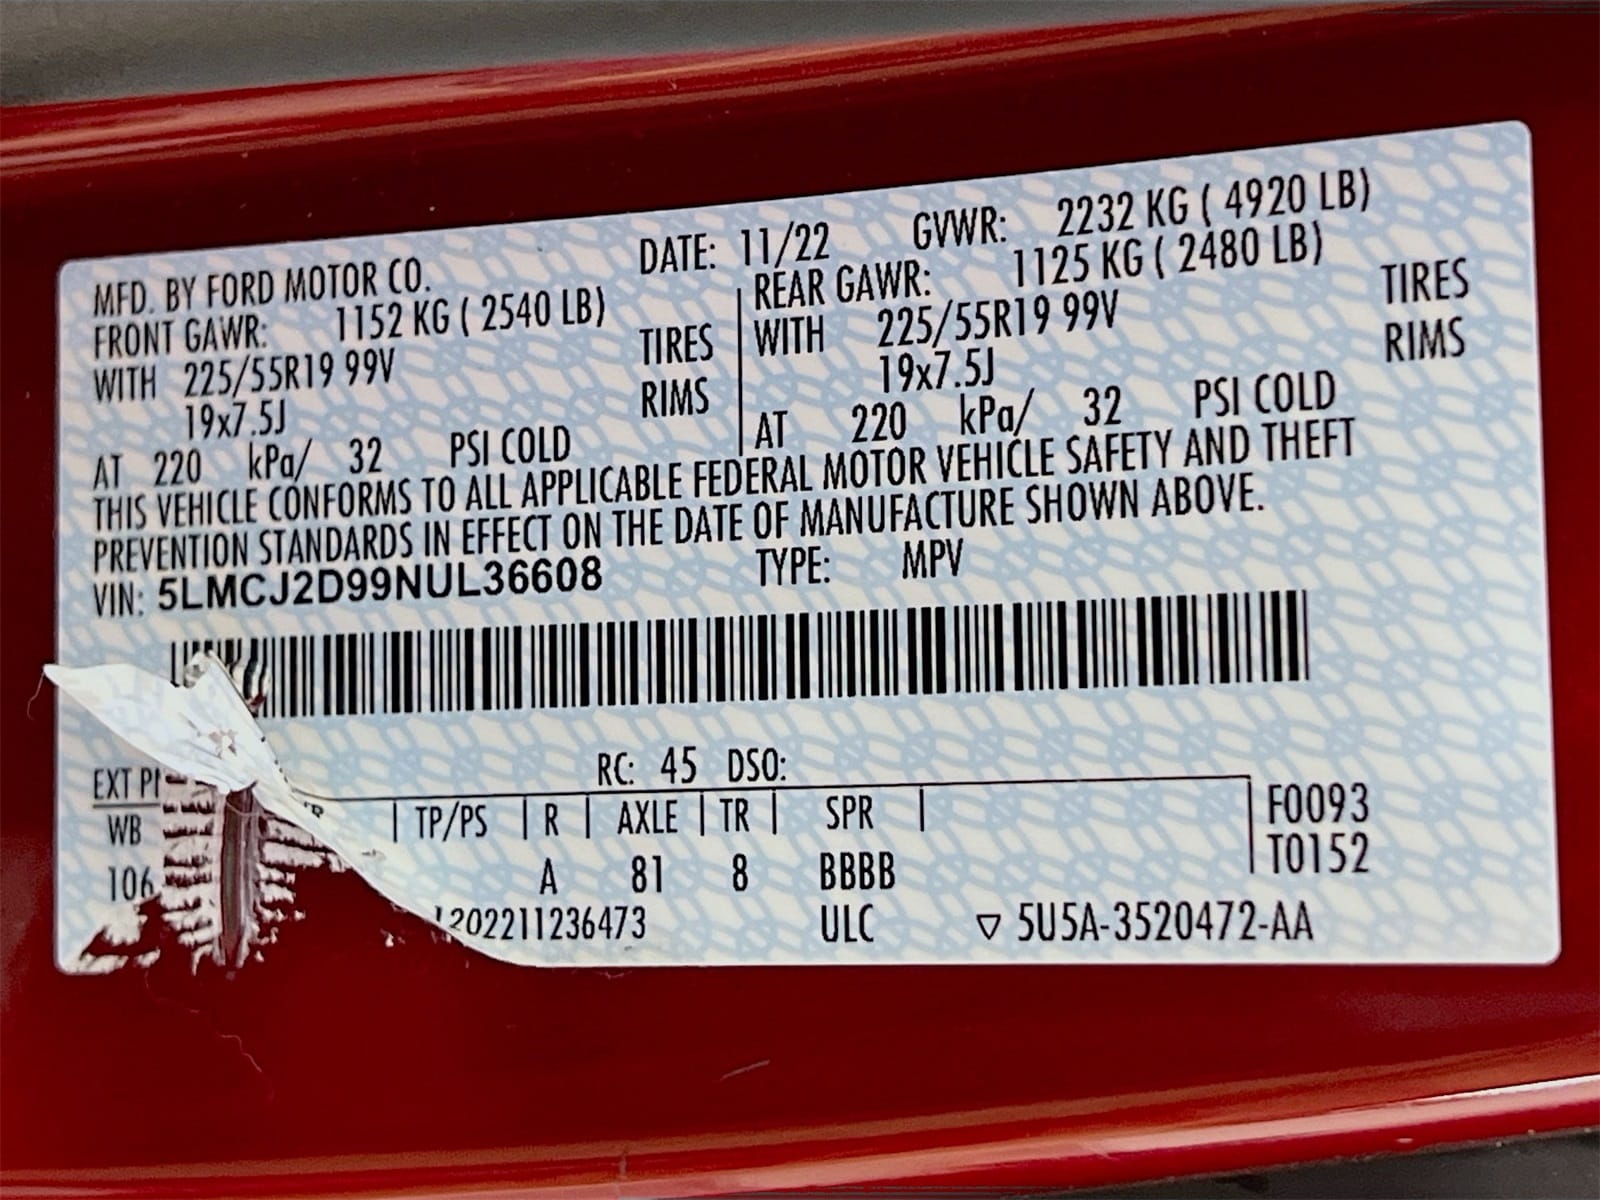 MFD. BY FORD MOTOR CO. DATE: 11/22 GVWR: 2232 KG ( 4920 LB)
FRONT GAWR: 1152 KG ( 2540 LB) REAR GAWR: 1125 KG ( 2480 LB)
WITH 225/55R19 99V TIRES WITH 225/55R19 99V TIRES
19x7.5J RIMS 19x7.5J RIMS
AT 220 kPa/ 32 PSI COLD AT 220 kPa/ 32 PSI COLD
THIS VEHICLE CONFORMS TO ALL APPLICABLE FEDERAL MOTOR VEHICLE SAFETY AND THEFT
PREVENTION STANDARDS IN EFFECT ON THE DATE OF MANUFACTURE SHOWN ABOVE.
VIN: 5LMCJ2D99NUL36608 TYPE: MPV
EXT RC: 45 DSO:
WB | TP/PS | R | AXLE | TR | SPR | F0093
106 A 81 8 BBBB T0152
202211236473 ULC ▽ 5U5A-3520472-AA